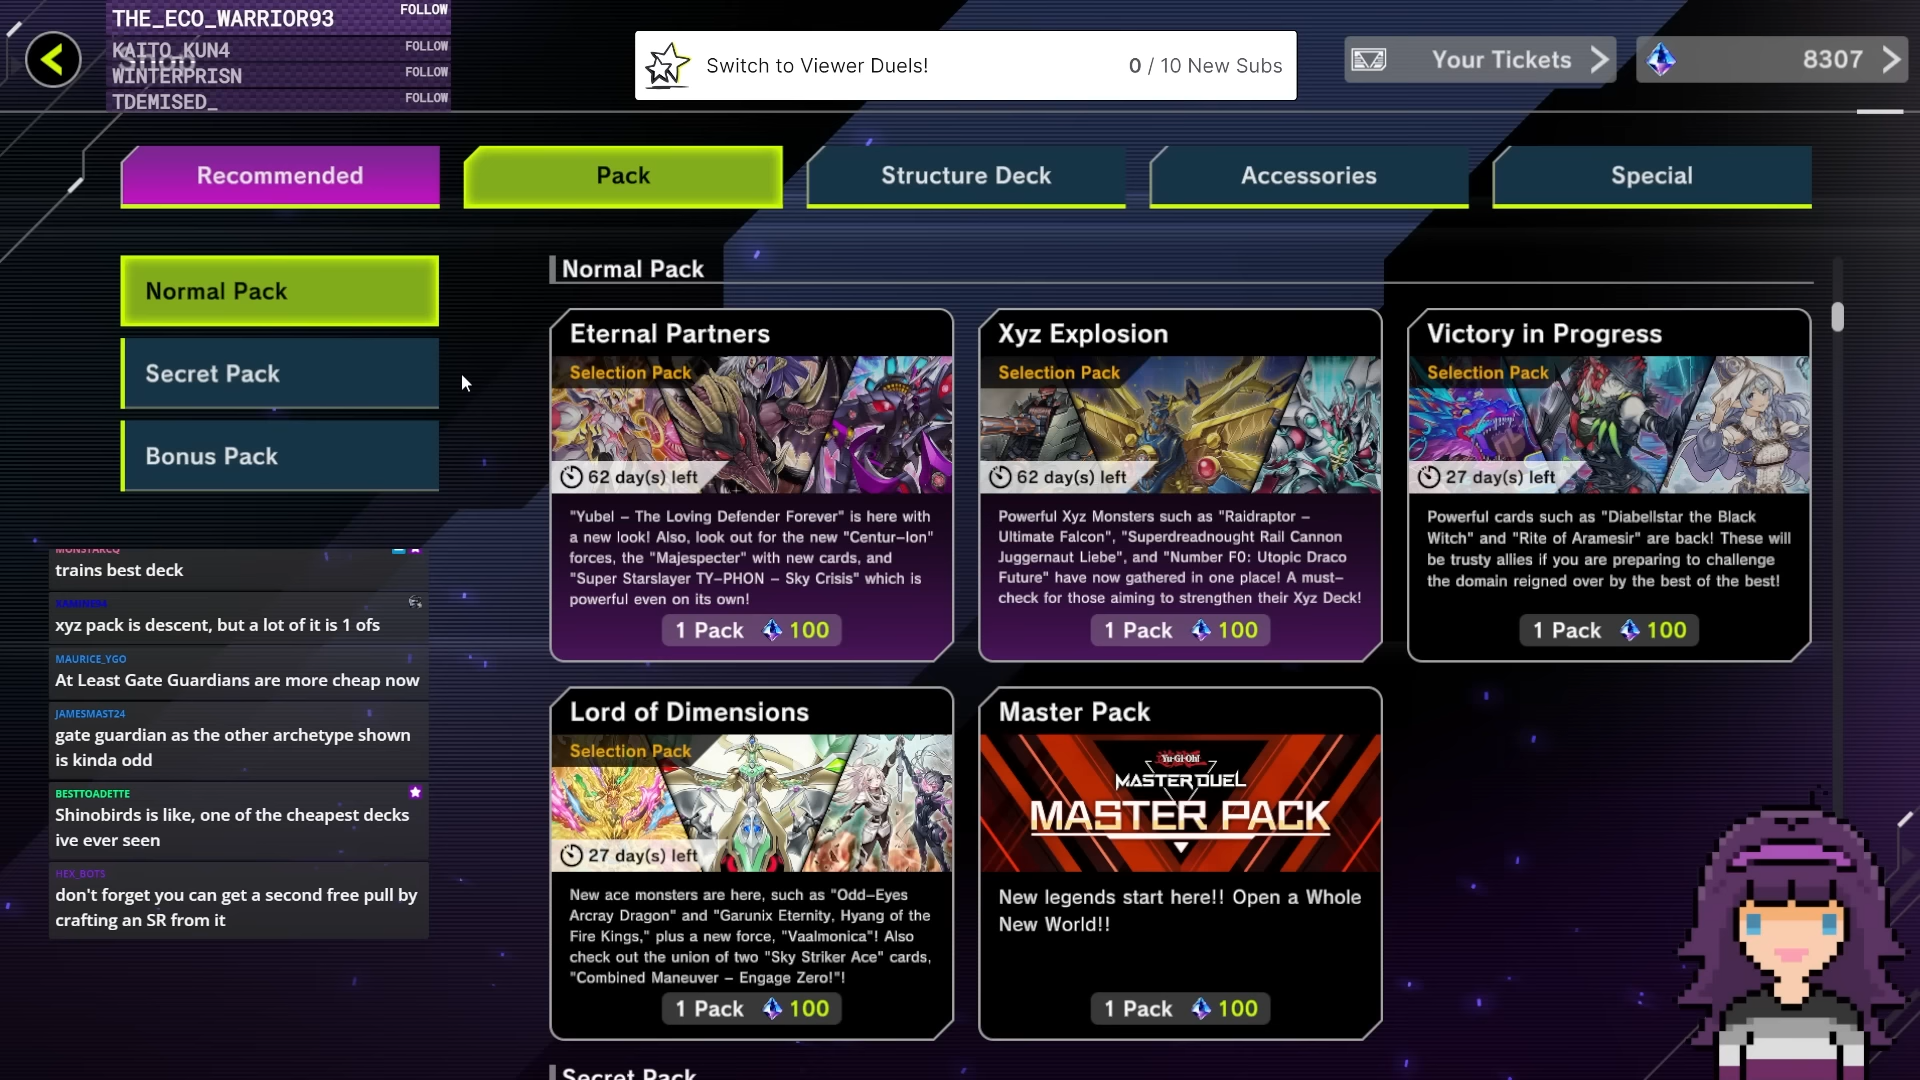 THE_ECO_WARRIOR93 FOLLOW
KAITO_KUN4 FOLLOW
Shop
WINTERPRISN FOLLOW
TDEMISED_ FOLLOW
Switch to Viewer Duels! 0 / 10 New Subs
Your Tickets
8307
Recommended
Pack
Structure Deck
Accessories
Special
Normal Pack
Secret Pack
Bonus Pack
MONSTARCQ
trains best deck
xyz pack is descent, but a lot of it is 1 ofs
MAURICE_YGO
At Least Gate Guardians are more cheap now
JAMESMAST24
gate guardian as the other archetype shown
is kinda odd
BESTTOADETTE
Shinobirds is like, one of the cheapest decks
ive ever seen
HEX_BOTS
don't forget you can get a second free pull by
crafting an SR from it
Normal Pack
Eternal Partners
Selection Pack
62 day(s) left
"Yubel – The Loving Defender Forever" is here with
a new look! Also, look out for the new "Centur–Ion"
forces, the "Majespecter" with new cards, and
"Super Starslayer TY–PHON – Sky Crisis" which is
powerful even on its own!
1 Pack 100
Xyz Explosion
Selection Pack
62 day(s) left
Powerful Xyz Monsters such as "Raidraptor –
Ultimate Falcon", "Superdreadnought Rail Cannon
Juggernaut Liebe", and "Number F0: Utopic Draco
Future" have now gathered in one place! A must–
check for those aiming to strengthen their Xyz Deck!
1 Pack 100
Victory in Progress
Selection Pack
27 day(s) left
Powerful cards such as "Diabellstar the Black
Witch" and "Rite of Aramesir" are back! These will
be trusty allies if you are preparing to challenge
the domain reigned over by the best of the best!
1 Pack 100
Lord of Dimensions
Selection Pack
27 day(s) left
New ace monsters are here, such as "Odd–Eyes
Arcray Dragon" and "Garunix Eternity, Hyang of the
Fire Kings," plus a new force, "Vaalmonica"! Also
check out the union of two "Sky Striker Ace" cards,
"Combined Maneuver – Engage Zero!"!
1 Pack 100
Master Pack
Yu-Gi-Oh!
MASTER DUEL
MASTER PACK
New legends start here!! Open a Whole
New World!!
1 Pack 100
Secret Pack